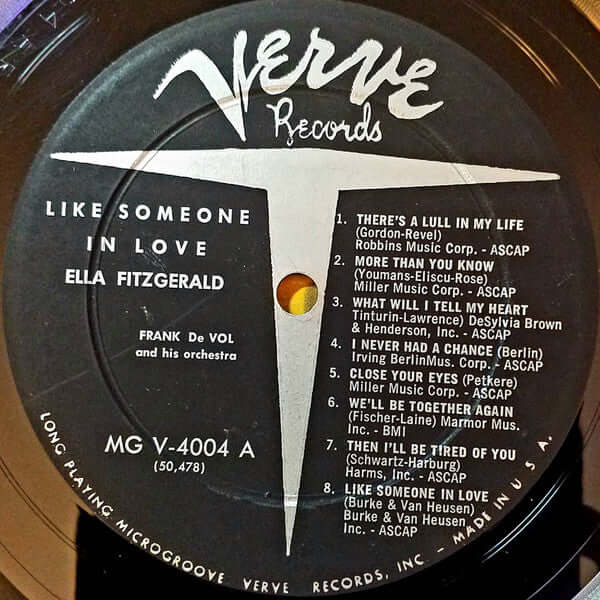 Verve
Records
LIKE SOMEONE
IN LOVE
ELLA FITZGERALD
FRANK De VOL
and his orchestra
MG V-4004 A
(50,478)
1. THERE'S A LULL IN MY LIFE
(Gordon-Revel)
Robbins Music Corp. - ASCAP
2. MORE THAN YOU KNOW
(Youmans-Eliscu-Rose)
Miller Music Corp. - ASCAP
3. WHAT WILL I TELL MY HEART
Tinturin-Lawrence) DeSylvia Brown
& Henderson, Inc. - ASCAP
4. I NEVER HAD A CHANCE (Berlin)
Irving BerlinMus. Corp. - ASCAP
5. CLOSE YOUR EYES (Petkere)
Miller Music Corp. - ASCAP
6. WE'LL BE TOGETHER AGAIN
(Fischer-Laine) Marmor Mus.
Inc. - BMI
7. THEN I'LL BE TIRED OF YOU
(Schwartz-Harburg)
Harms, Inc. - ASCAP
8. LIKE SOMEONE IN LOVE
(Burke & Van Heusen)
Burke & Van Heusen,
Inc. - ASCAP
LONG PLAYING MICROGROOVE VERVE RECORDS, INC - MADE IN U.S.A.